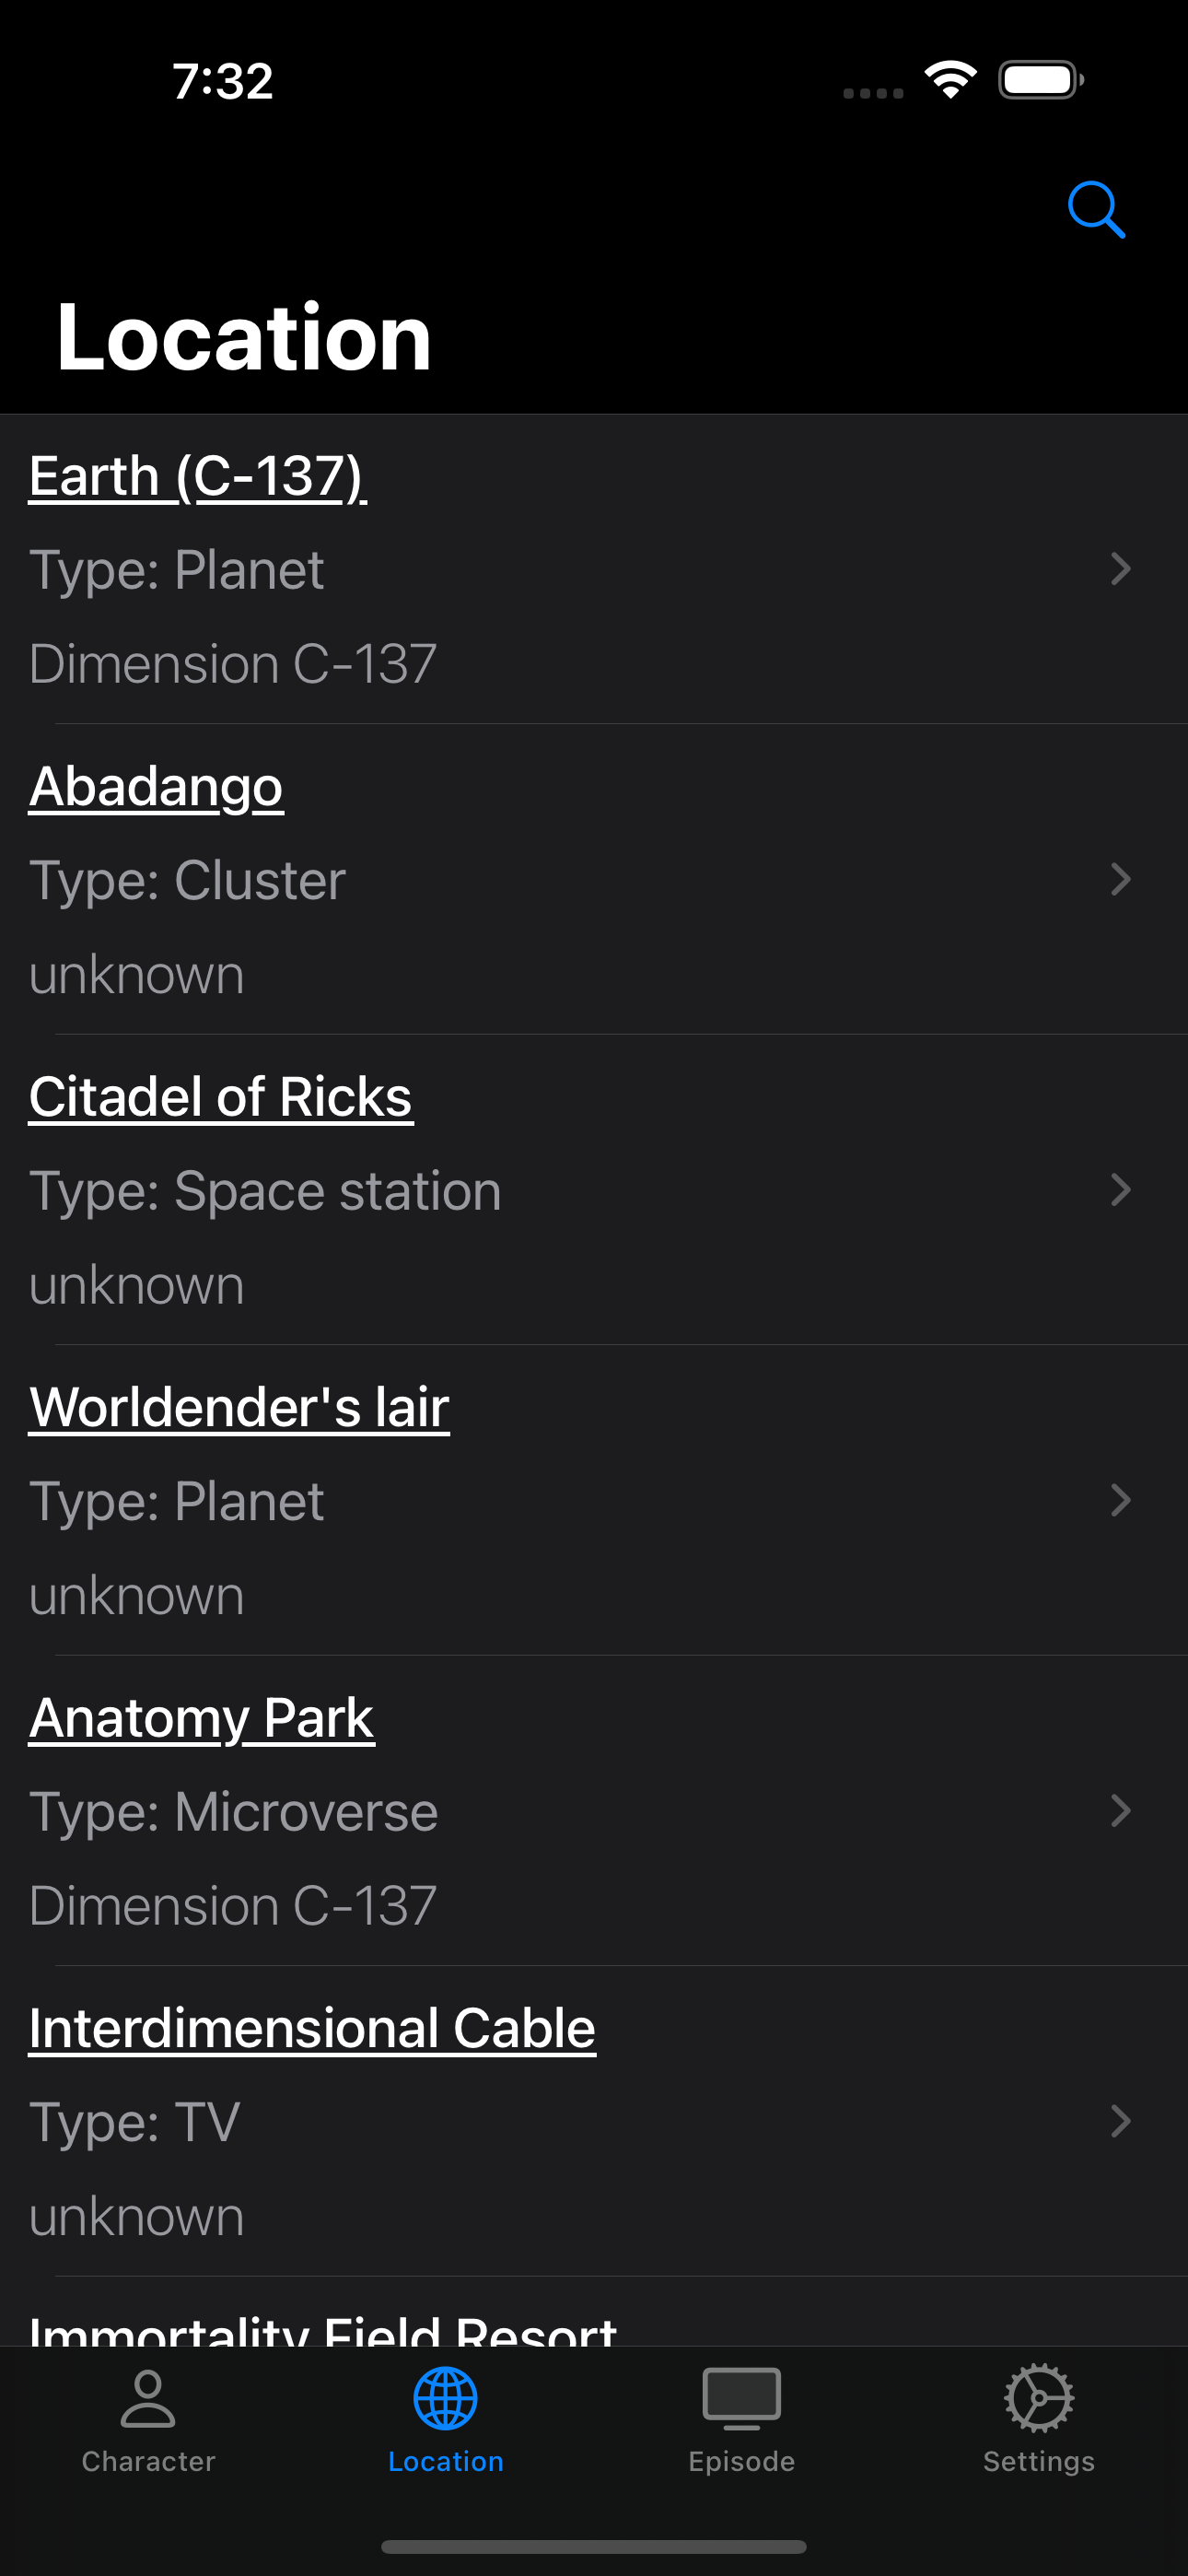 7:32
Location
Earth (C-137)
Type: Planet
Dimension C-137
Abadango
Type: Cluster
unknown
Citadel of Ricks
Type: Space station
unknown
Worldender's lair
Type: Planet
unknown
Anatomy Park
Type: Microverse
Dimension C-137
Interdimensional Cable
Type: TV
unknown
Immortality Field Resort
Character
Location
Episode
Settings